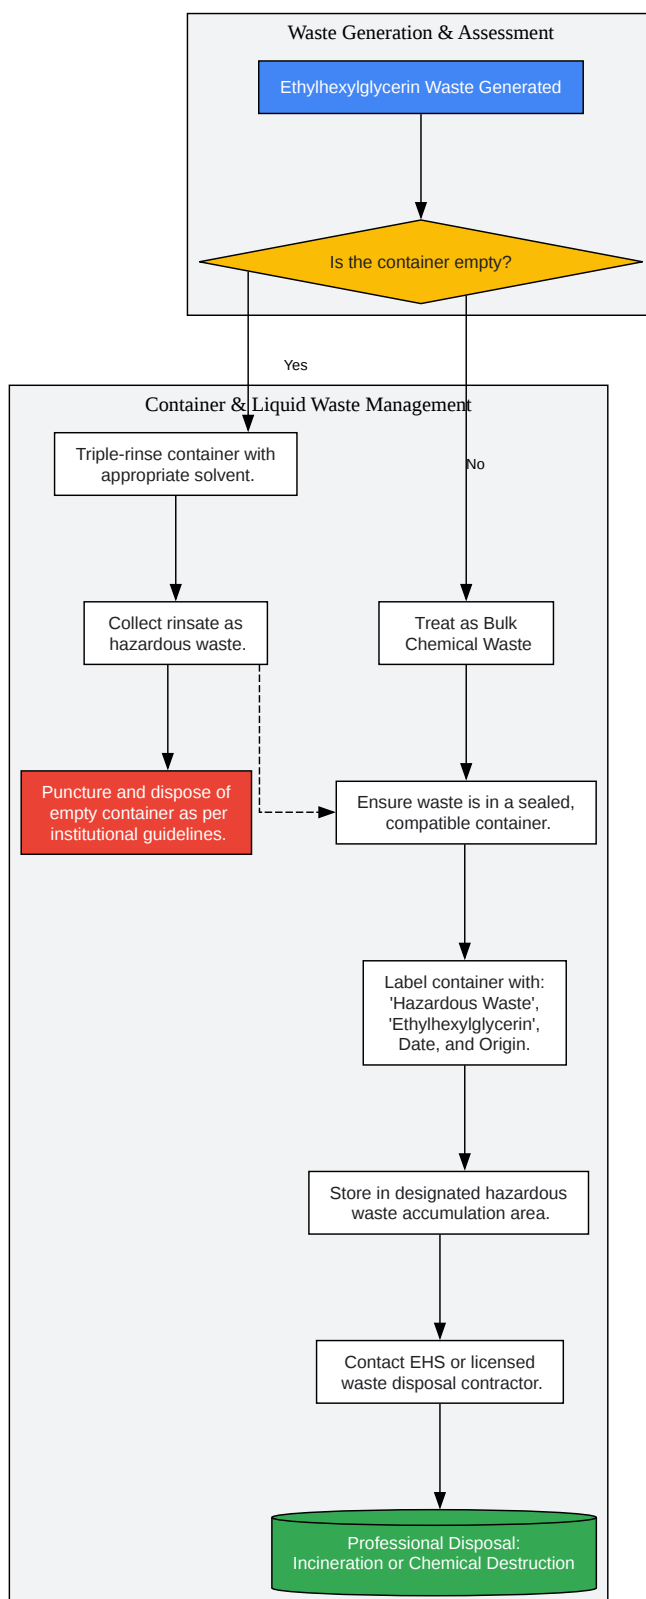 Waste Generation & Assessment
Ethylhexylglycerin Waste Generated
Is the container empty?
Yes
Container & Liquid Waste Management
Triple-rinse container with
appropriate solvent.
No
Collect rinsate as
hazardous waste.
Treat as Bulk
Chemical Waste
Puncture and dispose of
empty container as per
institutional guidelines.
Ensure waste is in a sealed,
compatible container.
Label container with:
'Hazardous Waste',
'Ethylhexylglycerin',
Date, and Origin.
Store in designated hazardous
waste accumulation area.
Contact EHS or licensed
waste disposal contractor.
Professional Disposal:
Incineration or Chemical Destruction